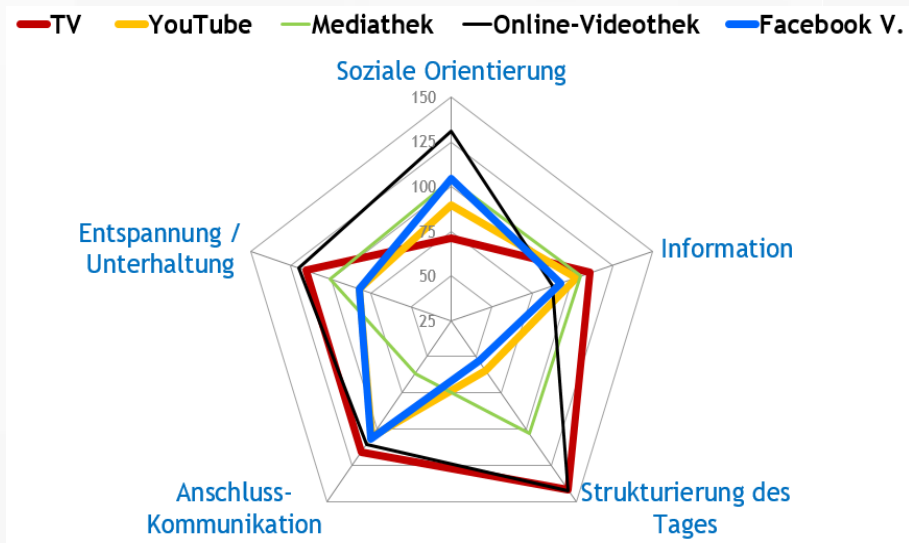 TV YouTube Mediathek Online-Videothek Facebook V.
Soziale Orientierung
150
125
100
75
50
25
Entspannung /
Unterhaltung
Information
Anschluss-
Kommunikation
Strukturierung des
Tages